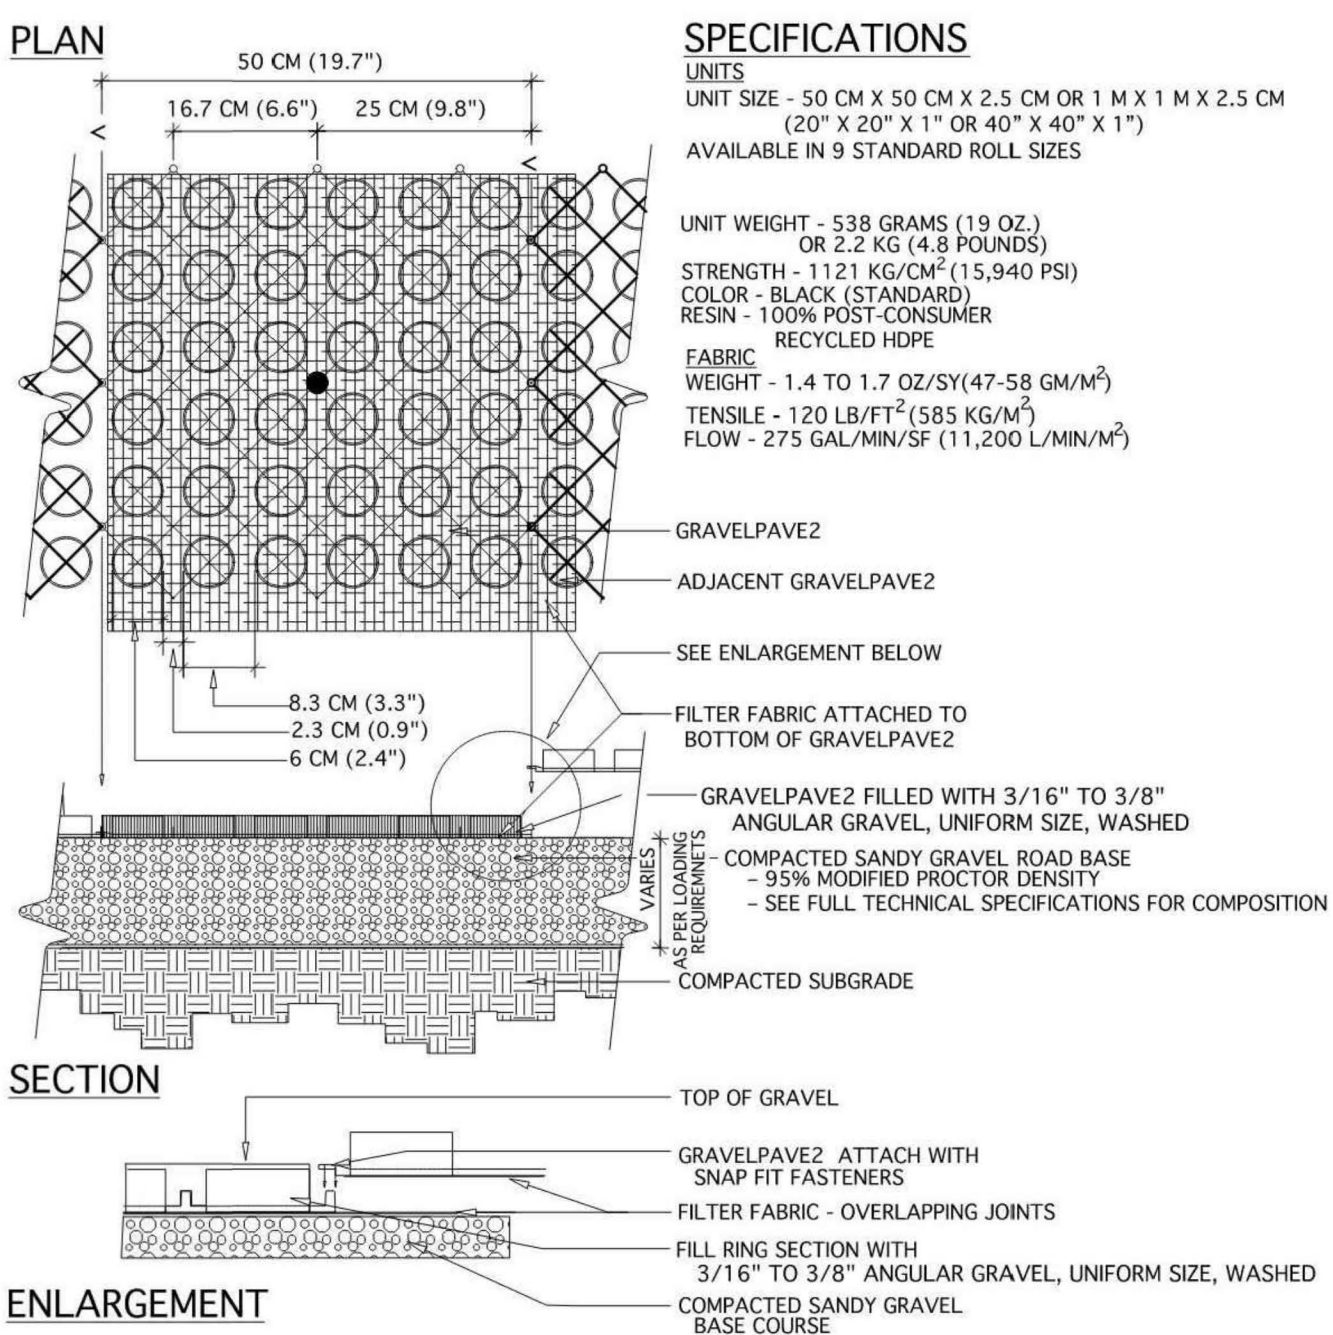 PLAN
50 CM (19.7")
16.7 CM (6.6")
25 CM (9.8")
V
V
8.3 CM (3.3")
2.3 CM (0.9")
6 CM (2.4")
SPECIFICATIONS
UNITS
UNIT SIZE - 50 CM X 50 CM X 2.5 CM OR 1 M X 1 M X 2.5 CM
(20" X 20" X 1" OR 40” X 40” X 1”)
AVAILABLE IN 9 STANDARD ROLL SIZES
UNIT WEIGHT - 538 GRAMS (19 OZ.)
OR 2.2 KG (4.8 POUNDS)
STRENGTH - 1121 KG/CM² (15,940 PSI)
COLOR - BLACK (STANDARD)
RESIN - 100% POST-CONSUMER
RECYCLED HDPE
FABRIC
WEIGHT - 1.4 TO 1.7 OZ/SY(47-58 GM/M²)
TENSILE - 120 LB/FT² (585 KG/M²)
FLOW - 275 GAL/MIN/SF (11,200 L/MIN/M²)
GRAVELPAVE2
ADJACENT GRAVELPAVE2
SEE ENLARGEMENT BELOW
FILTER FABRIC ATTACHED TO
BOTTOM OF GRAVELPAVE2
GRAVELPAVE2 FILLED WITH 3/16" TO 3/8"
ANGULAR GRAVEL, UNIFORM SIZE, WASHED
VARIES
AS PER LOADING
REQUIREMNETS
COMPACTED SANDY GRAVEL ROAD BASE
- 95% MODIFIED PROCTOR DENSITY
- SEE FULL TECHNICAL SPECIFICATIONS FOR COMPOSITION
COMPACTED SUBGRADE
SECTION
TOP OF GRAVEL
GRAVELPAVE2 ATTACH WITH
SNAP FIT FASTENERS
FILTER FABRIC - OVERLAPPING JOINTS
FILL RING SECTION WITH
3/16" TO 3/8" ANGULAR GRAVEL, UNIFORM SIZE, WASHED
COMPACTED SANDY GRAVEL
BASE COURSE
ENLARGEMENT